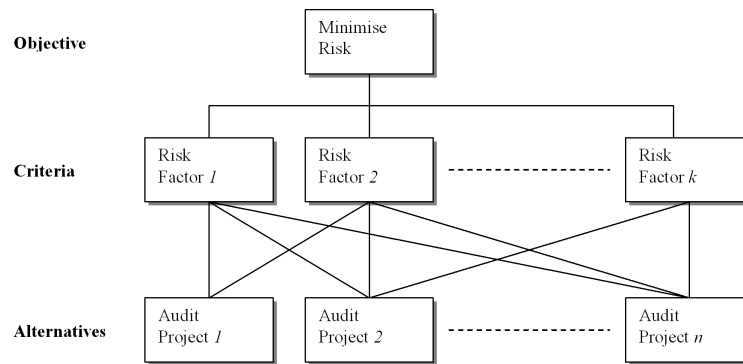 Objective
Minimise
Risk
Criteria
Risk
Factor 1
Risk
Factor 2
Risk
Factor k
Alternatives
Audit
Project 1
Audit
Project 2
Audit
Project n